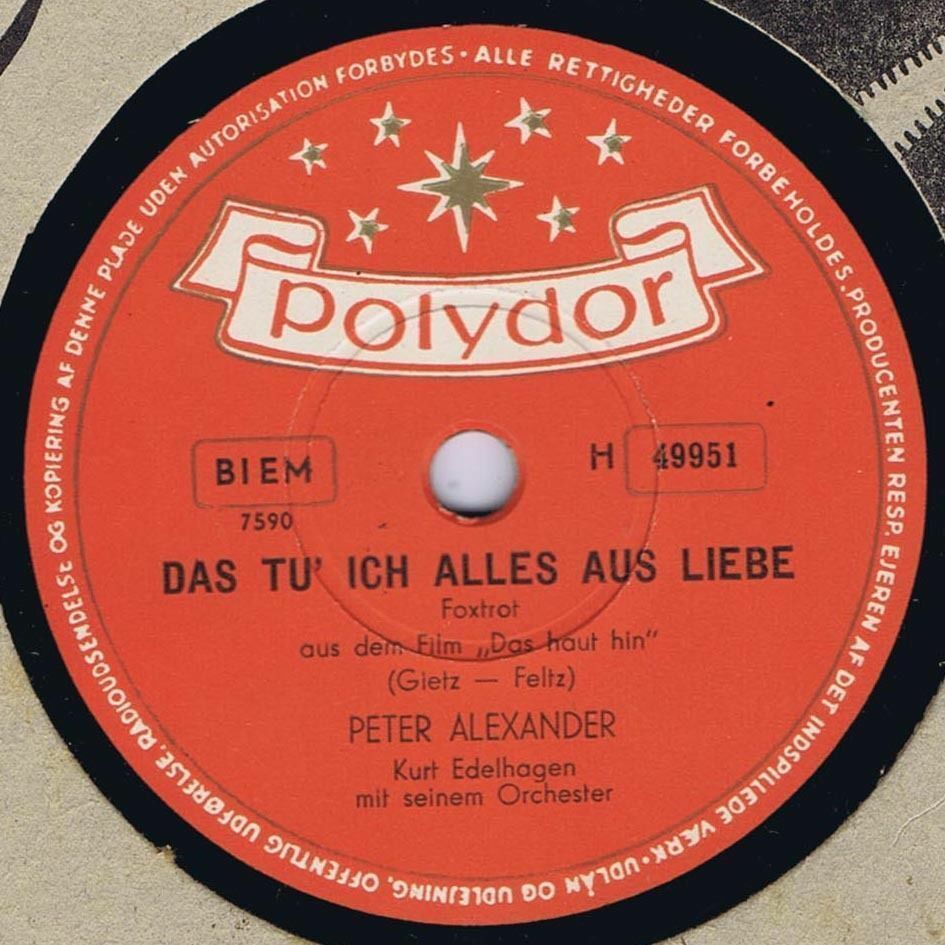 ALLE RETTIGHEDER FORBEHOLDES. PRODUCENTEN RESP. EJEREN AF DET INDSPILLEDE VÆRK • UDLÅN OG UDLEJNING, OFFENTLIG UDFØRELSE, RADIOUDSENDELSE OG KOPIERING AF DENNE PLADE UDEN AUTORISATION FORBYDES •
polydor
BIEM
H 49951
7590
DAS TU' ICH ALLES AUS LIEBE
Foxtrot
aus dem Film „Das haut hin"
(Gietz — Feltz)
PETER ALEXANDER
Kurt Edelhagen
mit seinem Orchester